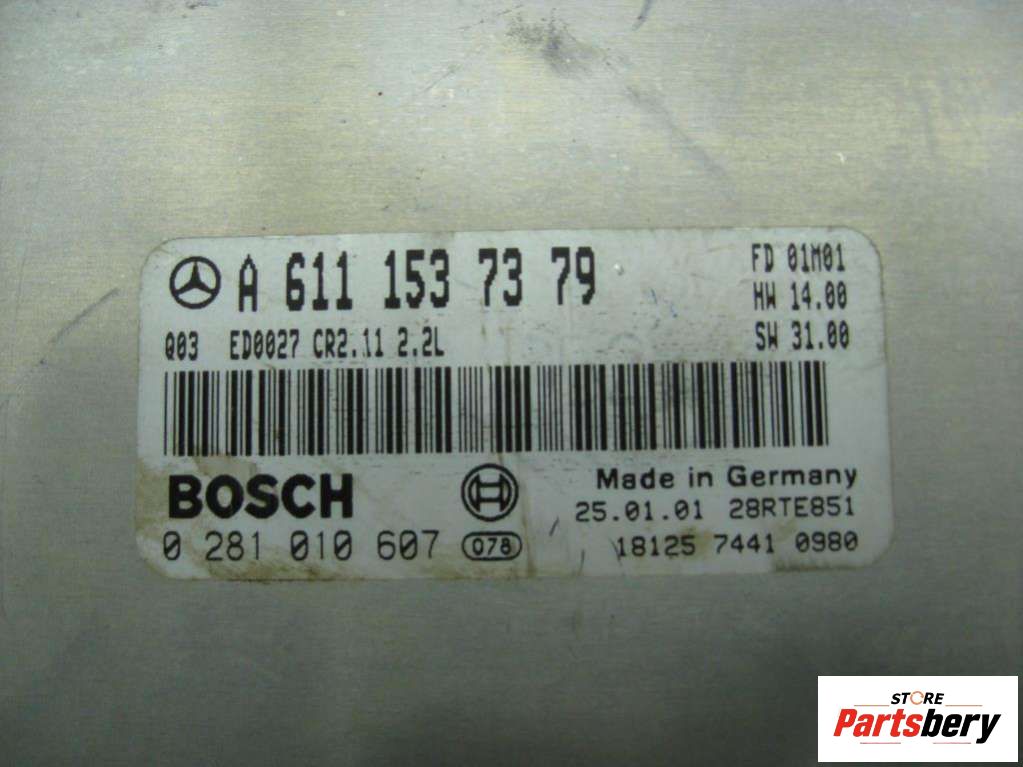 A 611 153 73 79
FD 01M01
HW 14.00
Q03 ED0027 CR2.11 2.2L
SW 31.00
BOSCH
Made in Germany
25.01.01 28RTE851
0 281 010 607 078
18125 7441 0980
STORE
Partsbery